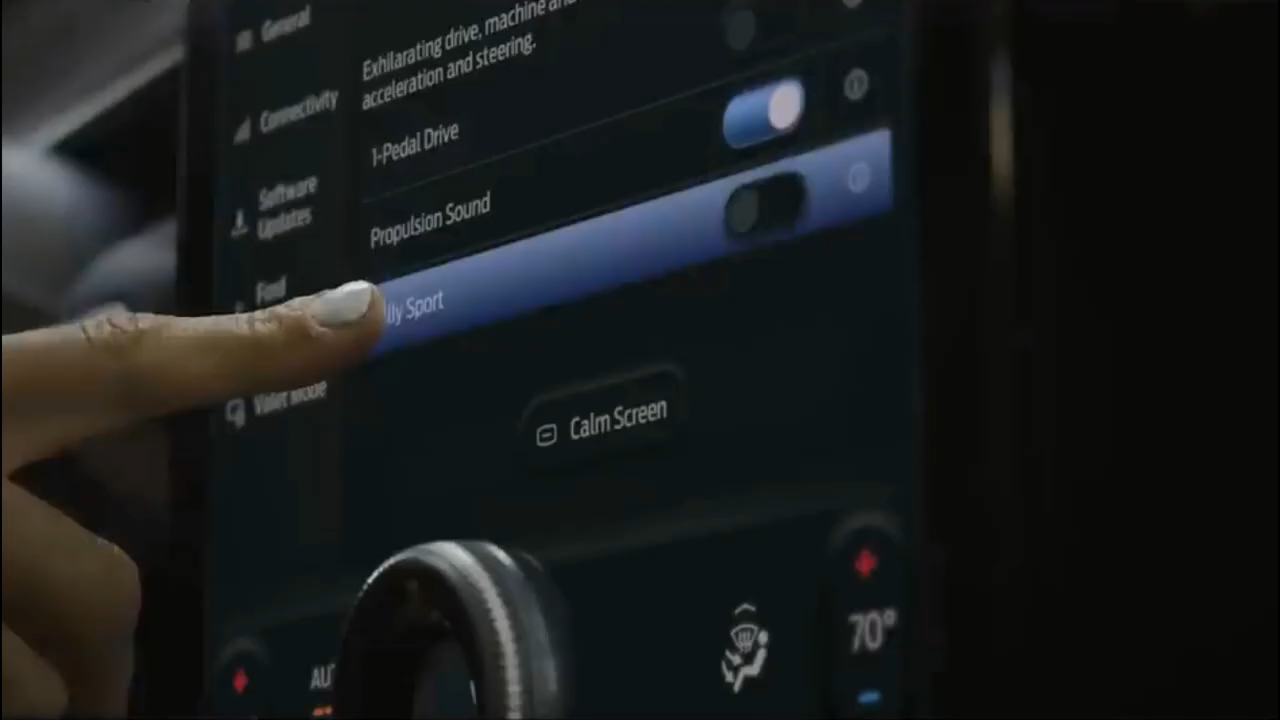 General
Connectivity
Software
Updates
Valet Mode
Exhilarating drive, machine and
acceleration and steering.
1-Pedal Drive
Propulsion Sound
lly Sport
Calm Screen
70°